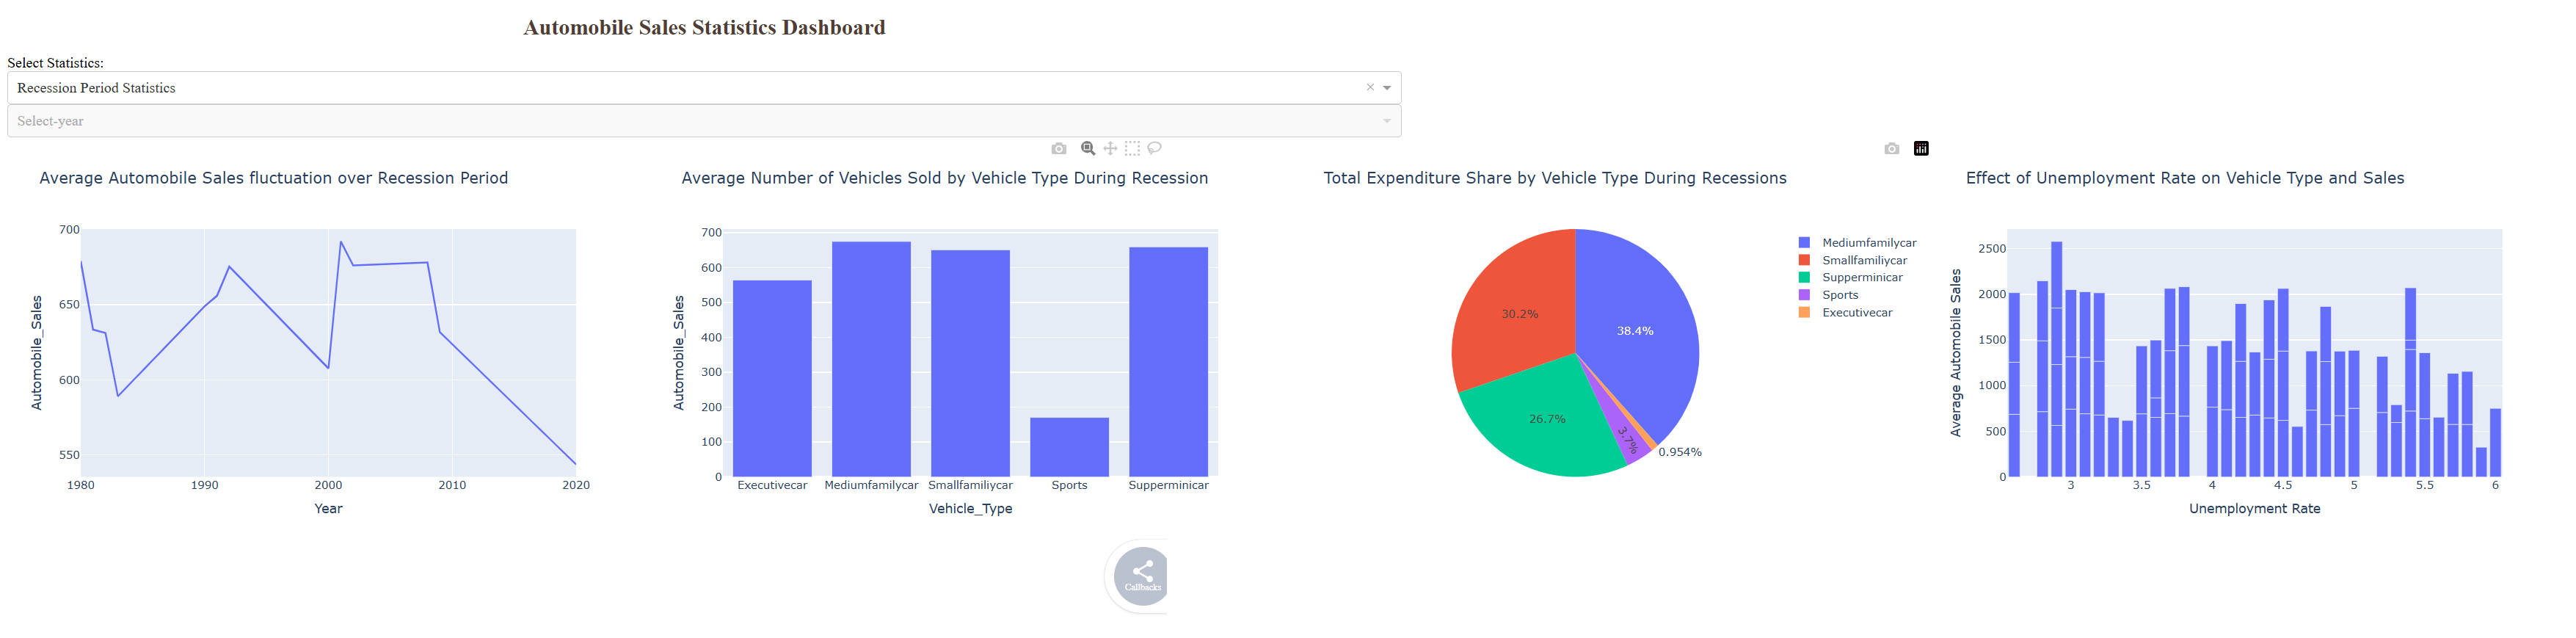 Automobile Sales Statistics Dashboard
Select Statistics:
Recession Period Statistics
×
Select-year
Average Automobile Sales fluctuation over Recession Period
700
650
600
550
Automobile_Sales
1980 1990 2000 2010 2020
Year
Average Number of Vehicles Sold by Vehicle Type During Recession
700
600
500
400
300
200
100
0
Automobile_Sales
Executivecar Mediumfamilycar Smallfamiliycar Sports Supperminicar
Vehicle_Type
Total Expenditure Share by Vehicle Type During Recessions
38.4%
30.2%
26.7%
3.7%
0.954%
Mediumfamilycar
Smallfamiliycar
Supperminicar
Sports
Executivecar
Effect of Unemployment Rate on Vehicle Type and Sales
2500
2000
1500
1000
500
0
Average Automobile Sales
3 3.5 4 4.5 5 5.5 6
Unemployment Rate
Callbacks